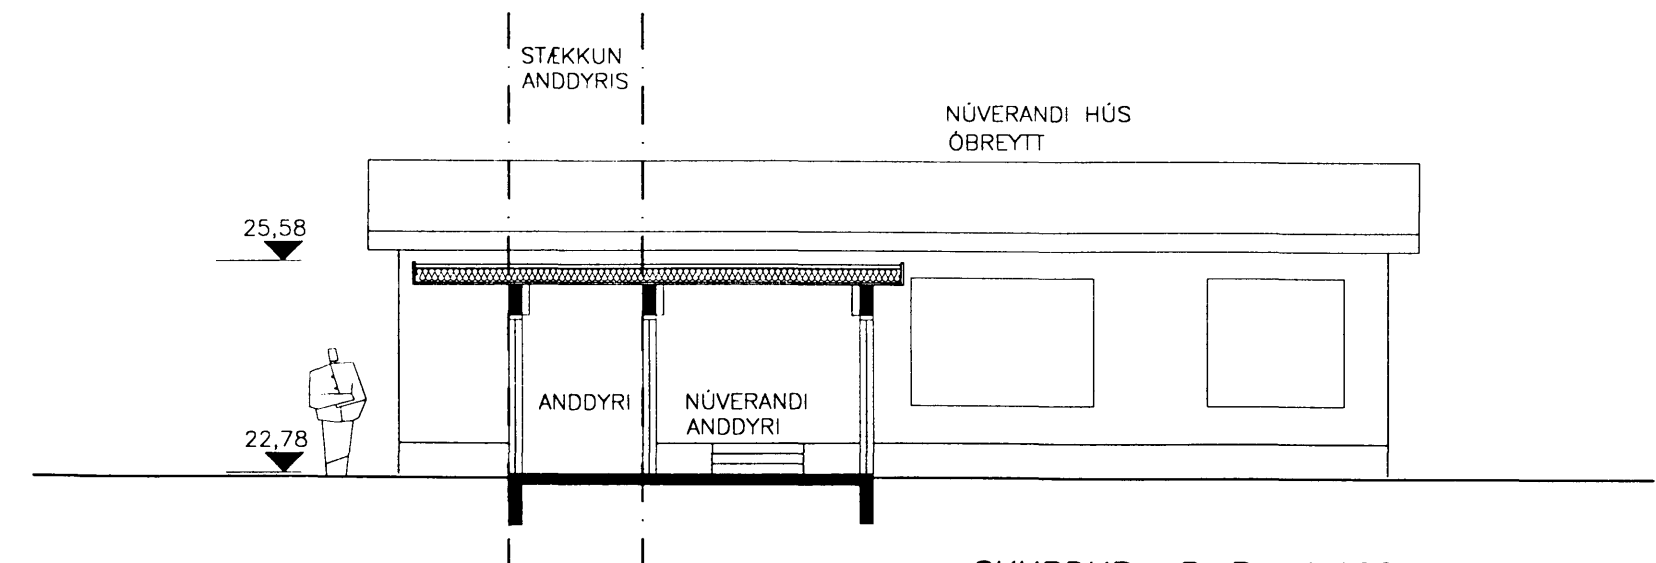 STÆKKUN
ANDDYRIS
NÚVERANDI HÚS
ÓBREYTT
25,58
ANDDYRI
NÚVERANDI
ANDDYRI
22,78